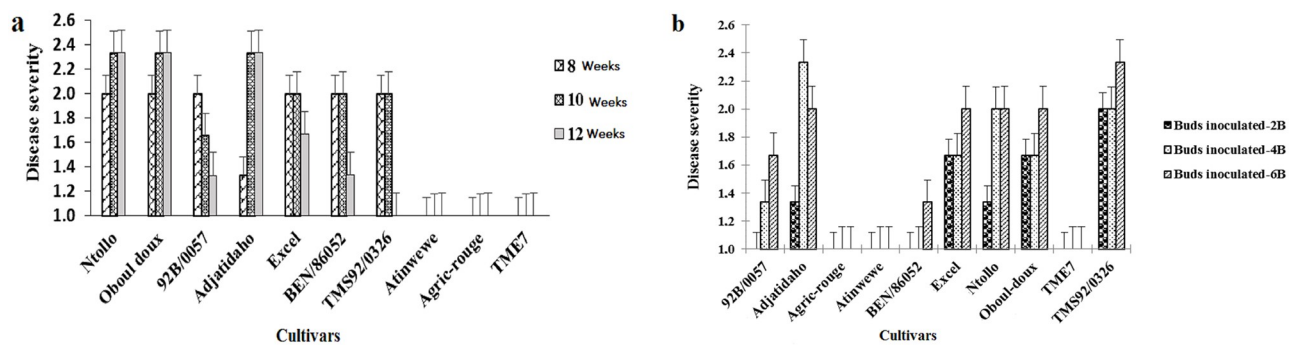 a
Disease severity
2.6
2.4
2.2
2.0
1.8
1.6
1.4
1.2
1.0
Ntollo
Oboul doux
92B/0057
Adjatidaho
Excel
BEN/86052
TMS92/0326
Atinwewe
Agric-rouge
TME7
Cultivars
8 Weeks
10 Weeks
12 Weeks
b
Disease severity
2.6
2.4
2.2
2.0
1.8
1.6
1.4
1.2
1.0
92B/0057
Adjatidaho
Agric-rouge
Atinwewe
BEN/86052
Excel
Ntollo
Oboul-doux
TME7
TMS92/0326
Cultivars
Buds inoculated-2B
Buds inoculated-4B
Buds inoculated-6B